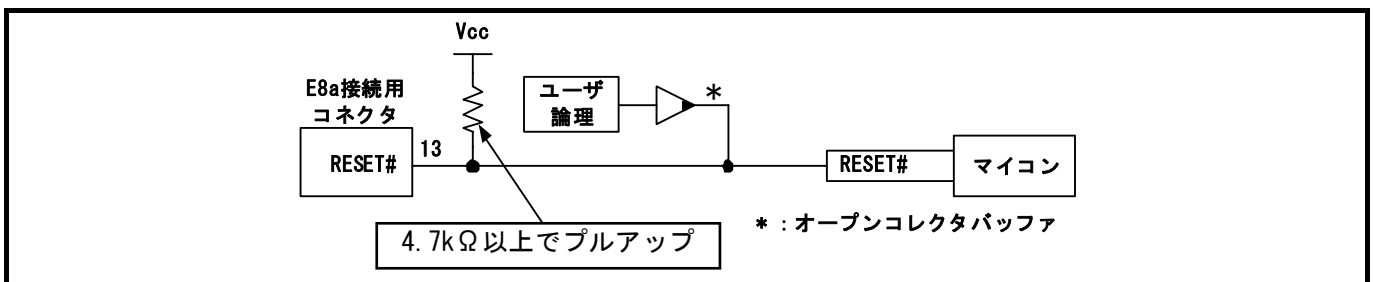 Vcc
E8a接続用
コネクタ
RESET#
13
ユーザ
論理
*
RESET#
マイコン
4.7kΩ以上でプルアップ
*:オープンコレクタバッファ